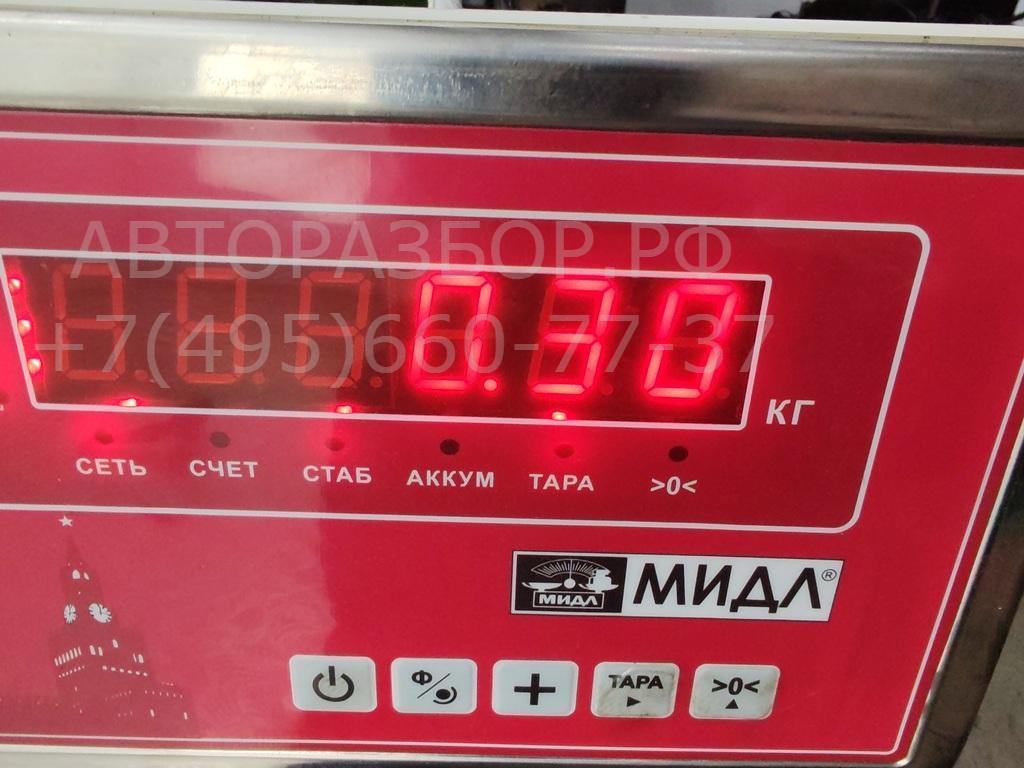 АВТОРАЗБОР.РФ
+7(495)660-77-37
0.30
КГ
СЕТЬ СЧЕТ СТАБ АККУМ ТАРА >0<
МИДЛ МИДЛ®
Ф ТАРА >0<